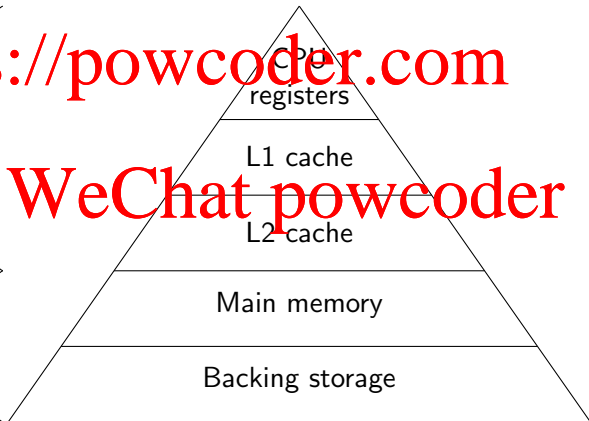 s://powcoder.com
CPU
registers
L1 cache
WeChat powcoder
L2 cache
Main memory
Backing storage